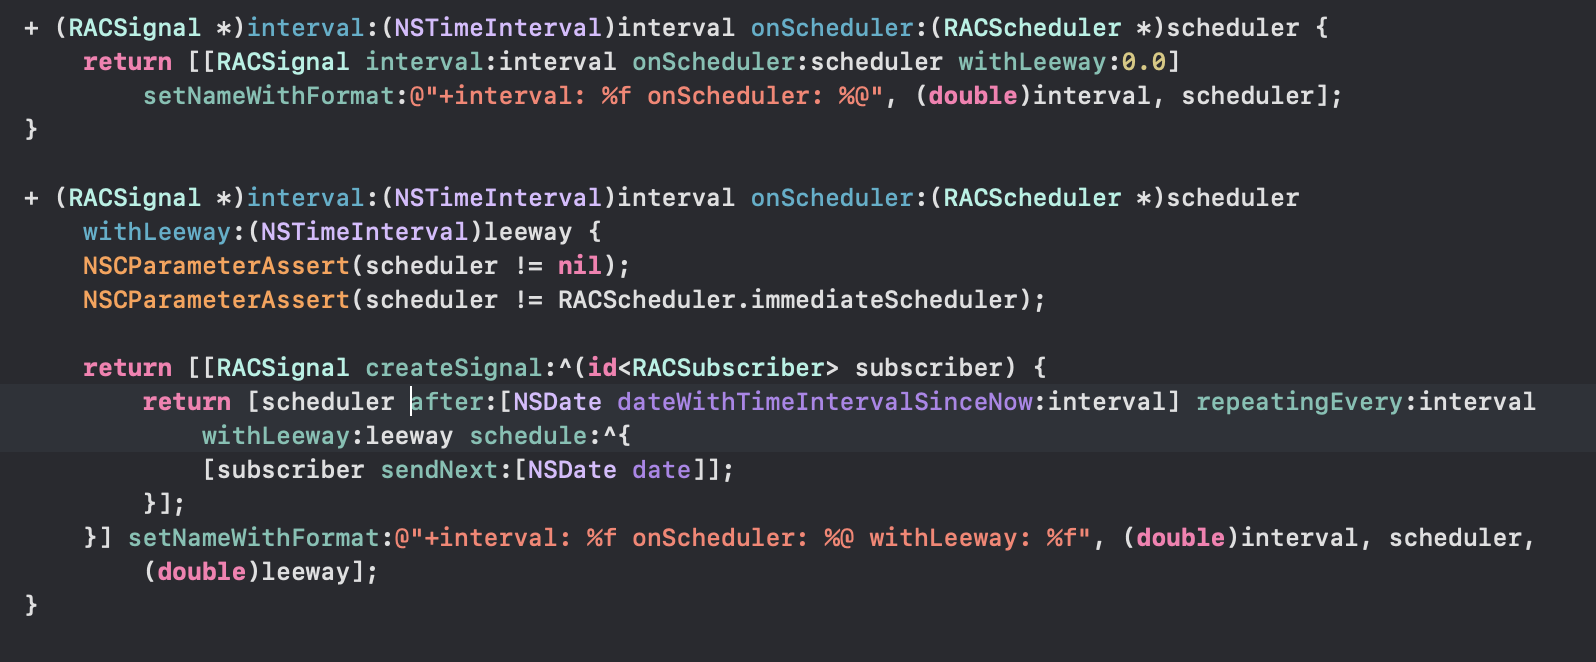 + (RACSignal *)interval:(NSTimeInterval)interval onScheduler:(RACScheduler *)scheduler {
    return [[RACSignal interval:interval onScheduler:scheduler withLeeway:0.0]
        setNameWithFormat:@"+interval: %f onScheduler: %@", (double)interval, scheduler];
}

+ (RACSignal *)interval:(NSTimeInterval)interval onScheduler:(RACScheduler *)scheduler
    withLeeway:(NSTimeInterval)leeway {
    NSCParameterAssert(scheduler != nil);
    NSCParameterAssert(scheduler != RACScheduler.immediateScheduler);

    return [[RACSignal createSignal:^(id<RACSubscriber> subscriber) {
        return [scheduler after:[NSDate dateWithTimeIntervalSinceNow:interval] repeatingEvery:interval
            withLeeway:leeway schedule:^{
            [subscriber sendNext:[NSDate date]];
        }];
    }] setNameWithFormat:@"+interval: %f onScheduler: %@ withLeeway: %f", (double)interval, scheduler,
        (double)leeway];
}